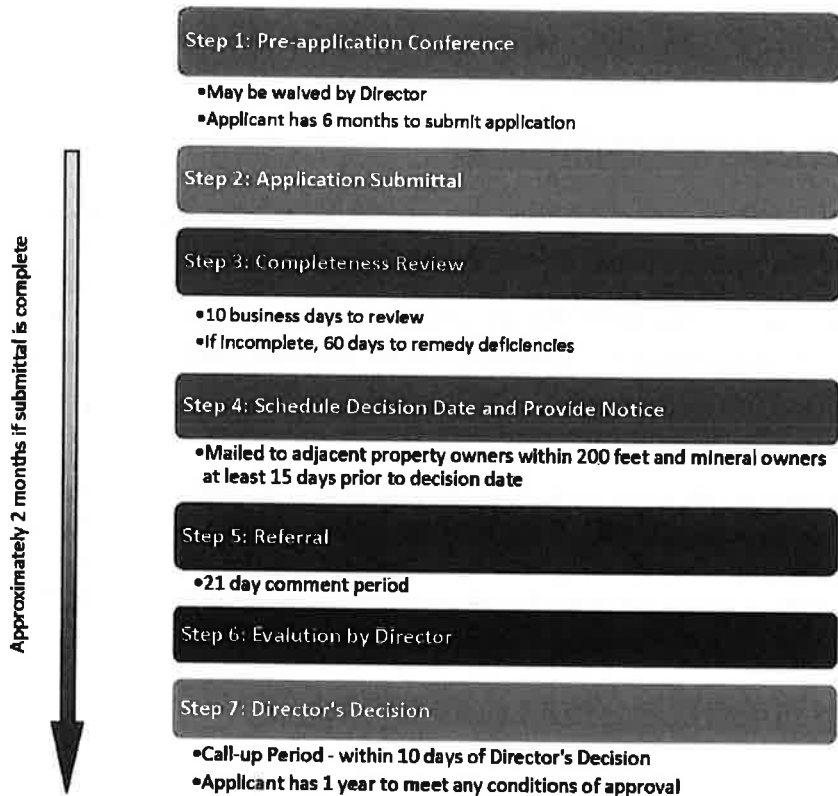 Step 1: Pre-application Conference
•May be waived by Director
•Applicant has 6 months to submit application
Step 2: Application Submittal
Step 3: Completeness Review
•10 business days to review
•If incomplete, 60 days to remedy deficiencies
Step 4: Schedule Decision Date and Provide Notice
•Mailed to adjacent property owners within 200 feet and mineral owners
at least 15 days prior to decision date
Step 5: Referral
•21 day comment period
Step 6: Evalution by Director
Step 7: Director's Decision
•Call-up Period - within 10 days of Director's Decision
•Applicant has 1 year to meet any conditions of approval
Approximately 2 months if submittal is complete